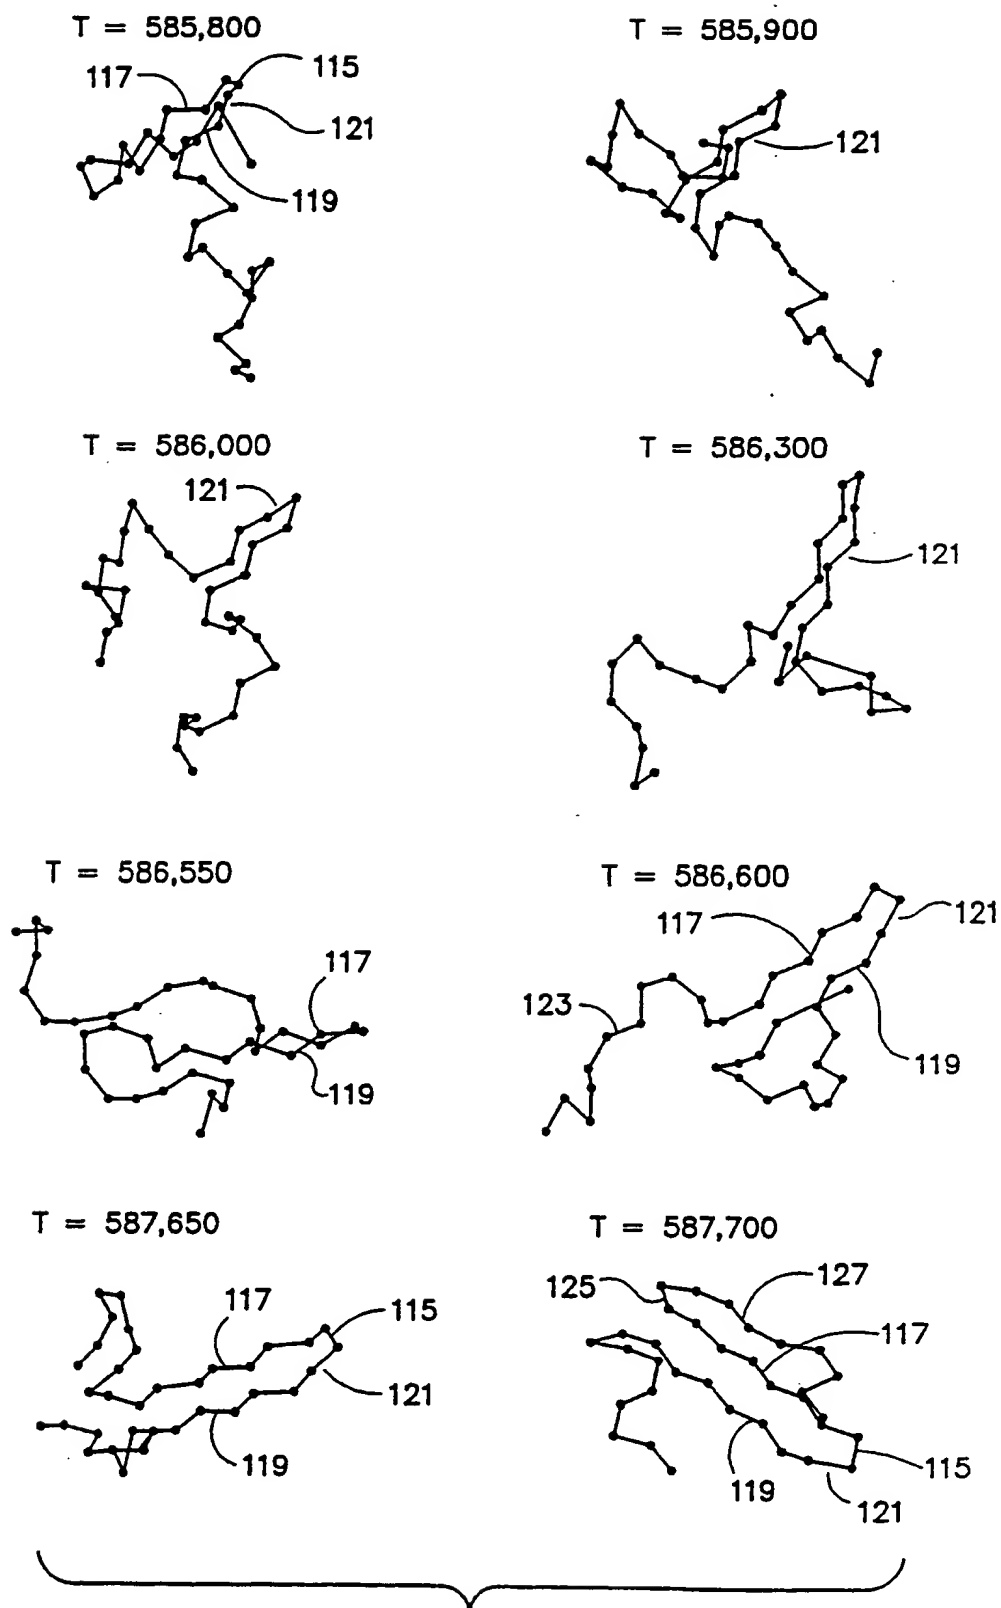 T = 585,800
117
115
121
119
T = 585,900
121
T = 586,000
121
T = 586,300
121
T = 586,550
117
119
T = 586,600
117
121
123
119
T = 587,650
117
115
121
119
T = 587,700
125
127
117
115
119
121